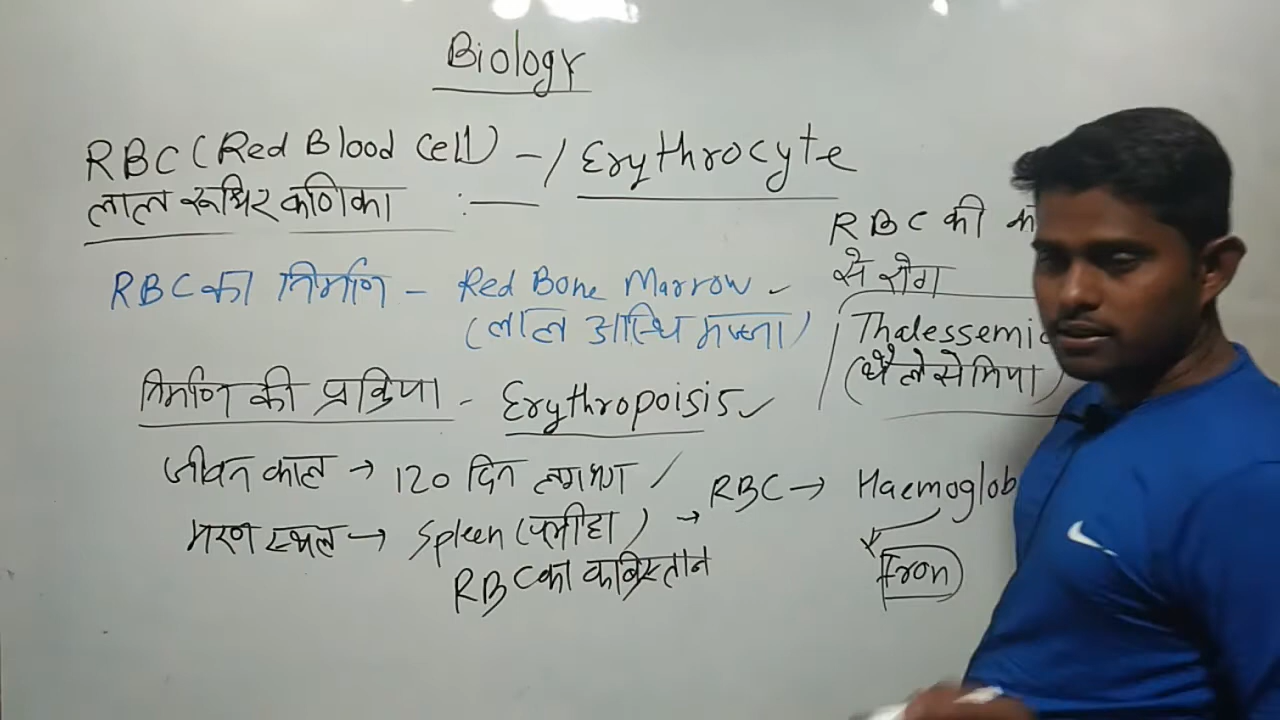 Biology
RBC (Red Blood Cell) - / Erythrocyte
लाल रूधिर कणिका :—
RBC की
से रोग
RBC का निर्माण - Red Bone Marrow
(लाल अस्थि मज्जा)
Thalessemic
(थैलेसेमिया)
निर्माण की प्रक्रिया - Erythropoisis
जीवन काल → 120 दिन लगभग /
मरण स्थल → Spleen (प्लीहा) → RBC → Haemoglob
RBC का कब्रिस्तान
Iron